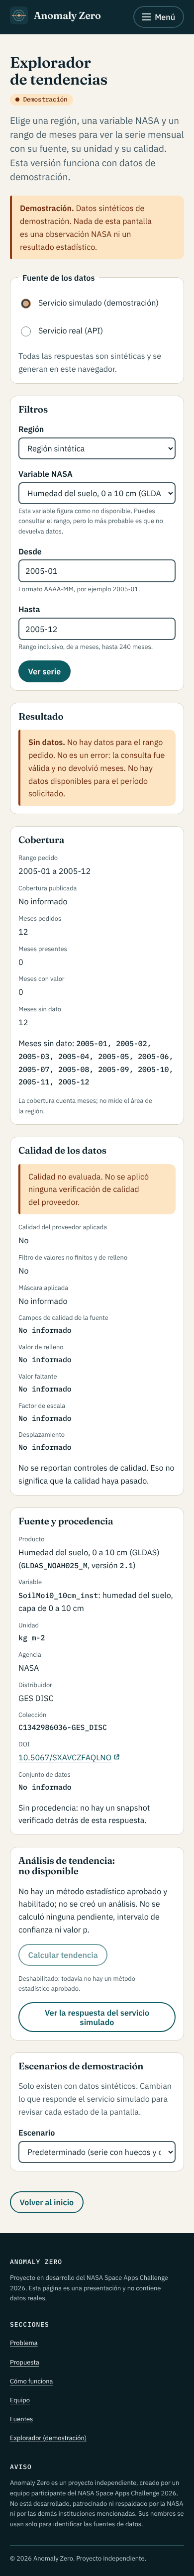 Anomaly Zero
Menú
Explorador
de tendencias
Demostración
Elige una región, una variable NASA y un
rango de meses para ver la serie mensual
con su fuente, su unidad y su calidad.
Esta versión funciona con datos de
demostración.
Demostración. Datos sintéticos de
demostración. Nada de esta pantalla
es una observación NASA ni un
resultado estadístico.
Fuente de los datos
Servicio simulado (demostración)
Servicio real (API)
Todas las respuestas son sintéticas y se
generan en este navegador.
Filtros
Región
Región sintética
Variable NASA
Humedad del suelo, 0 a 10 cm (GLDA
Esta variable figura como no disponible. Puedes
consultar el rango, pero lo más probable es que no
devuelva datos.
Desde
2005-01
Formato AAAA-MM, por ejemplo 2005-01.
Hasta
2005-12
Rango inclusivo, de a meses, hasta 240 meses.
Ver serie
Resultado
Sin datos. No hay datos para el rango
pedido. No es un error: la consulta fue
válida y no devolvió meses. No hay
datos disponibles para el período
solicitado.
Cobertura
Rango pedido
2005-01 a 2005-12
Cobertura publicada
No informado
Meses pedidos
12
Meses presentes
0
Meses con valor
0
Meses sin dato
12
Meses sin dato: 2005-01, 2005-02,
2005-03, 2005-04, 2005-05, 2005-06,
2005-07, 2005-08, 2005-09, 2005-10,
2005-11, 2005-12
La cobertura cuenta meses; no mide el área de
la región.
Calidad de los datos
Calidad no evaluada. No se aplicó
ninguna verificación de calidad
del proveedor.
Calidad del proveedor aplicada
No
Filtro de valores no finitos y de relleno
No
Máscara aplicada
No informado
Campos de calidad de la fuente
No informado
Valor de relleno
No informado
Valor faltante
No informado
Factor de escala
No informado
Desplazamiento
No informado
No se reportan controles de calidad. Eso no
significa que la calidad haya pasado.
Fuente y procedencia
Producto
Humedad del suelo, 0 a 10 cm (GLDAS)
(GLDAS_NOAH025_M, versión 2.1)
Variable
SoilMoi0_10cm_inst: humedad del suelo,
capa de 0 a 10 cm
Unidad
kg m-2
Agencia
NASA
Distribuidor
GES DISC
Colección
C1342986036-GES_DISC
DOI
10.5067/SXAVCZFAQLNO
Conjunto de datos
No informado
Sin procedencia: no hay un snapshot
verificado detrás de esta respuesta.
Análisis de tendencia:
no disponible
No hay un método estadístico aprobado y
habilitado; no se creó un análisis. No se
calculó ninguna pendiente, intervalo de
confianza ni valor p.
Calcular tendencia
Deshabilitado: todavía no hay un método
estadístico aprobado.
Ver la respuesta del servicio
simulado
Escenarios de demostración
Solo existen con datos sintéticos. Cambian
lo que responde el servicio simulado para
revisar cada estado de la pantalla.
Escenario
Predeterminado (serie con huecos y c
Volver al inicio
ANOMALY ZERO
Proyecto en desarrollo del NASA Space Apps Challenge
2026. Esta página es una presentación y no contiene
datos reales.
SECCIONES
Problema
Propuesta
Cómo funciona
Equipo
Fuentes
Explorador (demostración)
AVISO
Anomaly Zero es un proyecto independiente, creado por un
equipo participante del NASA Space Apps Challenge 2026.
No está desarrollado, patrocinado ni respaldado por la NASA
ni por las demás instituciones mencionadas. Sus nombres se
usan solo para identificar las fuentes de datos.
© 2026 Anomaly Zero. Proyecto independiente.